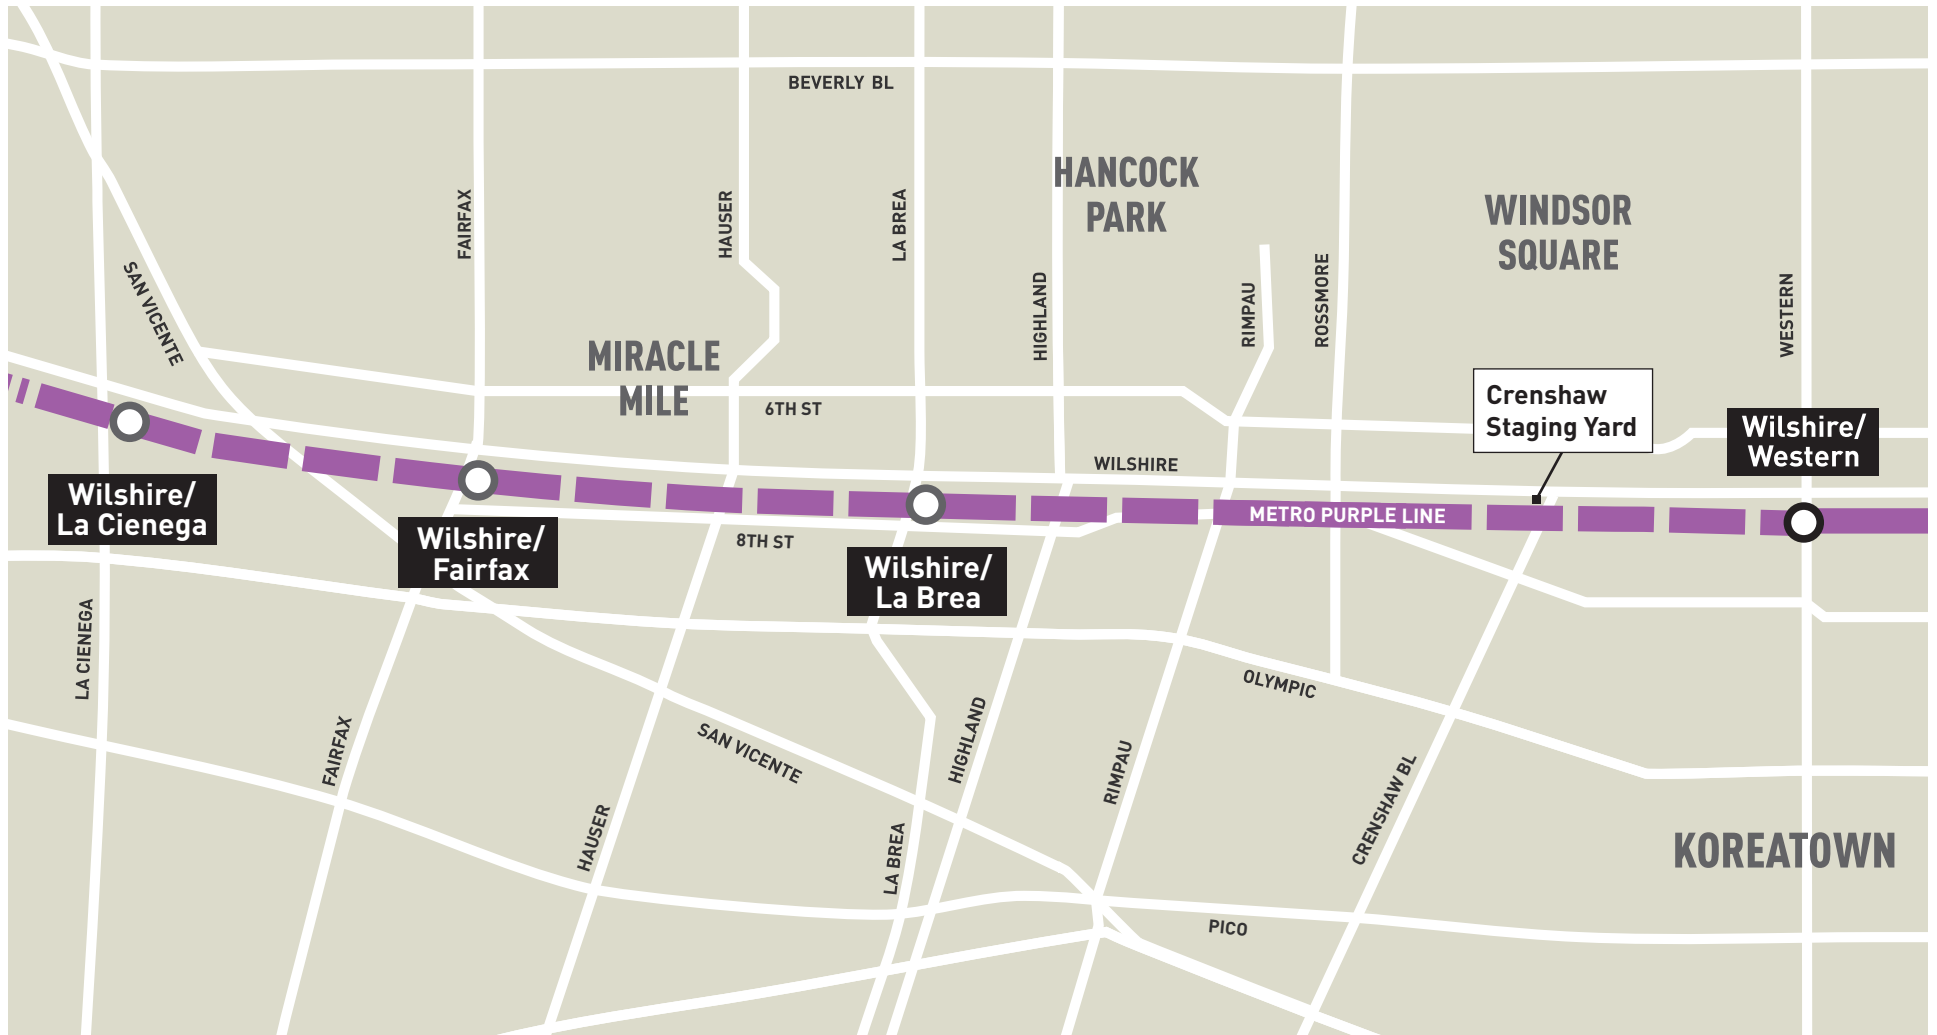 BEVERLY BL
HANCOCK
PARK
WINDSOR
SQUARE
FAIRFAX
HAUSER
LA BREA
HIGHLAND
RIMPAU
ROSSMORE
WESTERN
SAN VICENTE
MIRACLE
MILE
6TH ST
Crenshaw
Staging Yard
Wilshire/
Western
WILSHIRE
Wilshire/
La Cienega
METRO PURPLE LINE
Wilshire/
Fairfax
8TH ST
Wilshire/
La Brea
LA CIENEGA
FAIRFAX
HAUSER
SAN VICENTE
LA BREA
HIGHLAND
RIMPAU
OLYMPIC
CRENSHAW BL
KOREATOWN
PICO